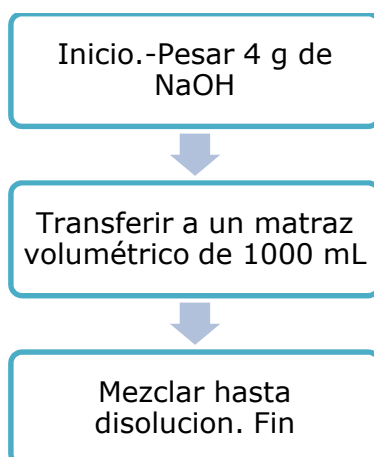 Inicio.-Pesar 4 g de
NaOH
Transferir a un matraz
volumétrico de 1000 mL
Mezclar hasta
disolucion. Fin